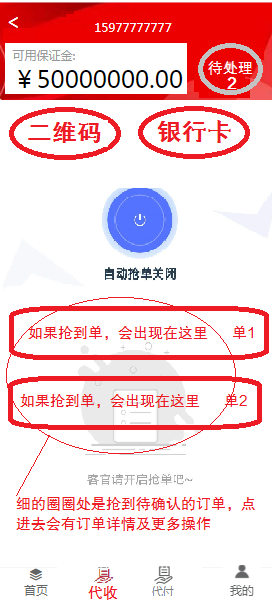 <
15977777777
可用保证金:
￥50000000.00
待处理
2
二维码
银行卡
自动抢单关闭
如果抢到单，会出现在这里 单1
如果抢到单，会出现在这里 单2
客官请开启抢单吧~
细的圈圈处是抢到待确认的订单，点
进去会有订单详情及更多操作
首页 代收 代付 我的